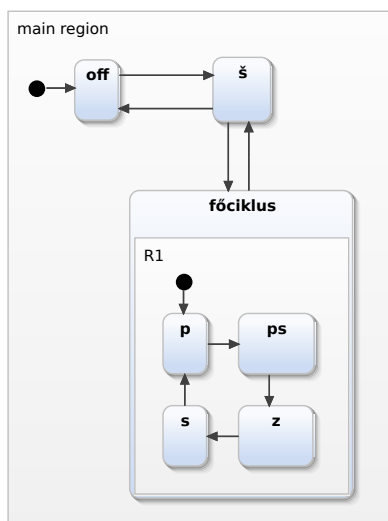 main region
off
š
főciklus
R1
p
ps
s
z